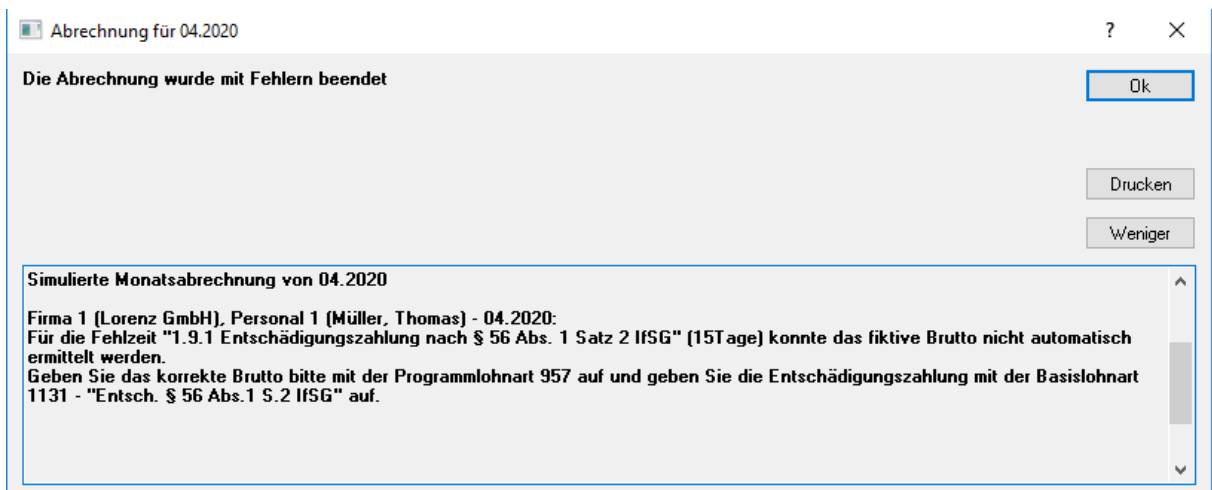 Abrechnung für 04.2020
?
Die Abrechnung wurde mit Fehlern beendet
Ok
Drucken
Weniger
Simulierte Monatsabrechnung von 04.2020
Firma 1 (Lorenz GmbH), Personal 1 (Müller, Thomas) - 04.2020:
Für die Fehlzeit "1.9.1 Entschädigungszahlung nach § 56 Abs. 1 Satz 2 IfSG" (15Tage) konnte das fiktive Brutto nicht automatisch
ermittelt werden.
Geben Sie das korrekte Brutto bitte mit der Programmlohnart 957 auf und geben Sie die Entschädigungszahlung mit der Basislohnart
1131 - "Entsch. § 56 Abs.1 S.2 IfSG" auf.